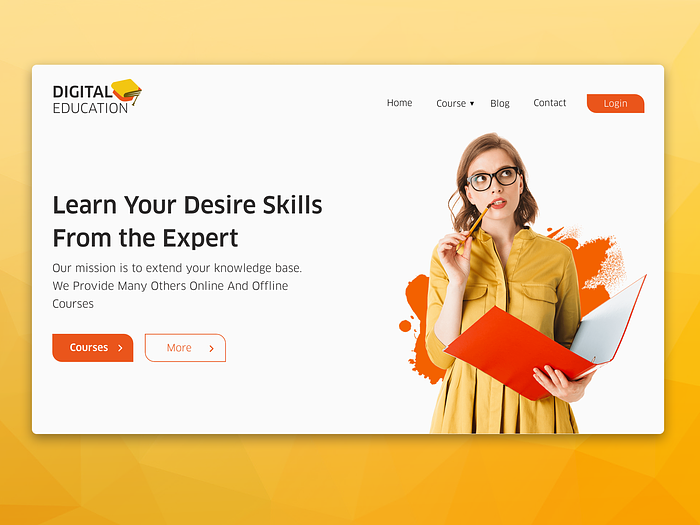 DIGITAL
EDUCATION
Home Course ▾ Blog Contact Login
Learn Your Desire Skills
From the Expert
Our mission is to extend your knowledge base.
We Provide Many Others Online And Offline
Courses
Courses > More >